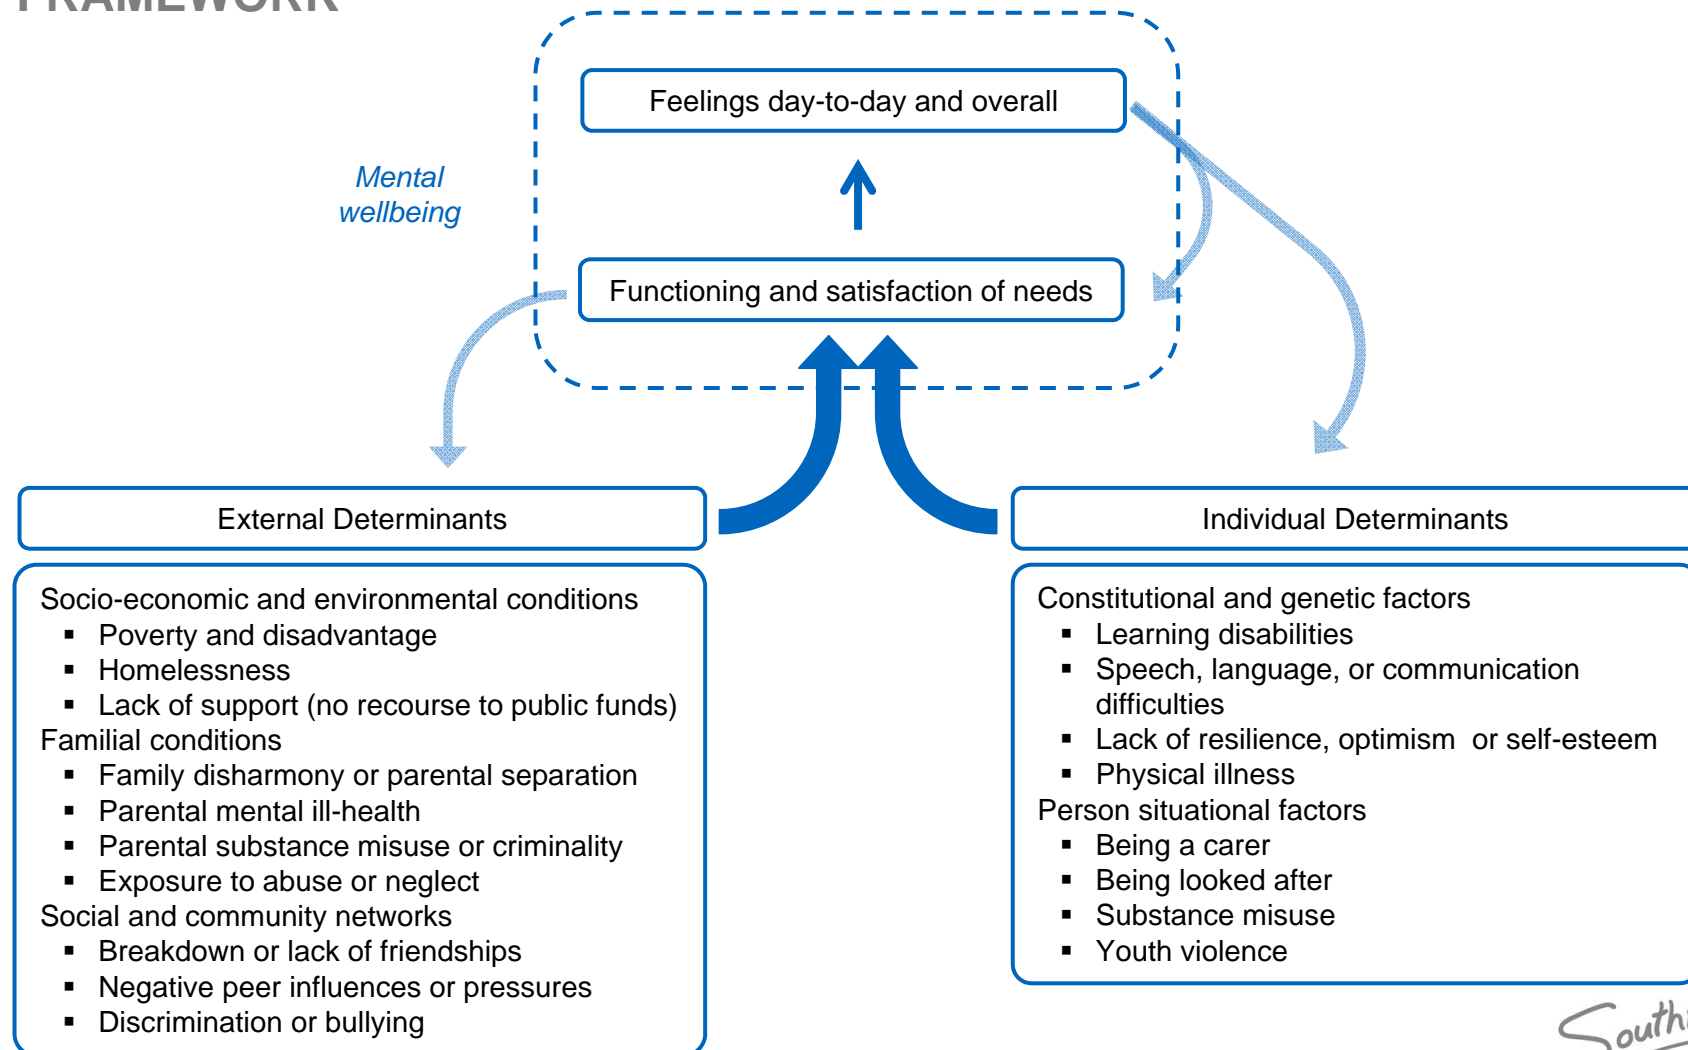 FRAMEWORK
Feelings day-to-day and overall
Mental
wellbeing
Functioning and satisfaction of needs
External Determinants
Individual Determinants
Socio-economic and environmental conditions
▪ Poverty and disadvantage
▪ Homelessness
▪ Lack of support (no recourse to public funds)
Familial conditions
▪ Family disharmony or parental separation
▪ Parental mental ill-health
▪ Parental substance misuse or criminality
▪ Exposure to abuse or neglect
Social and community networks
▪ Breakdown or lack of friendships
▪ Negative peer influences or pressures
▪ Discrimination or bullying
Constitutional and genetic factors
▪ Learning disabilities
▪ Speech, language, or communication
difficulties
▪ Lack of resilience, optimism or self-esteem
▪ Physical illness
Person situational factors
▪ Being a carer
▪ Being looked after
▪ Substance misuse
▪ Youth violence